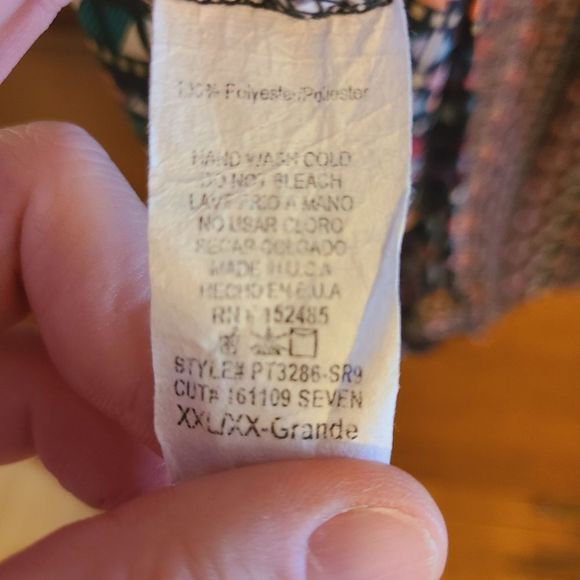 100% Polyester/Poliester
HAND WASH COLD
DO NOT BLEACH
LAVE FRIO A MANO
NO USAR CLORO
SECAR COLGADO
MADE IN U.S.A
HECHO EN E.U.A
RN # 152485
STYLE# PT3286-SR9
CUT# 161109 SEVEN
XXL/XX-Grande